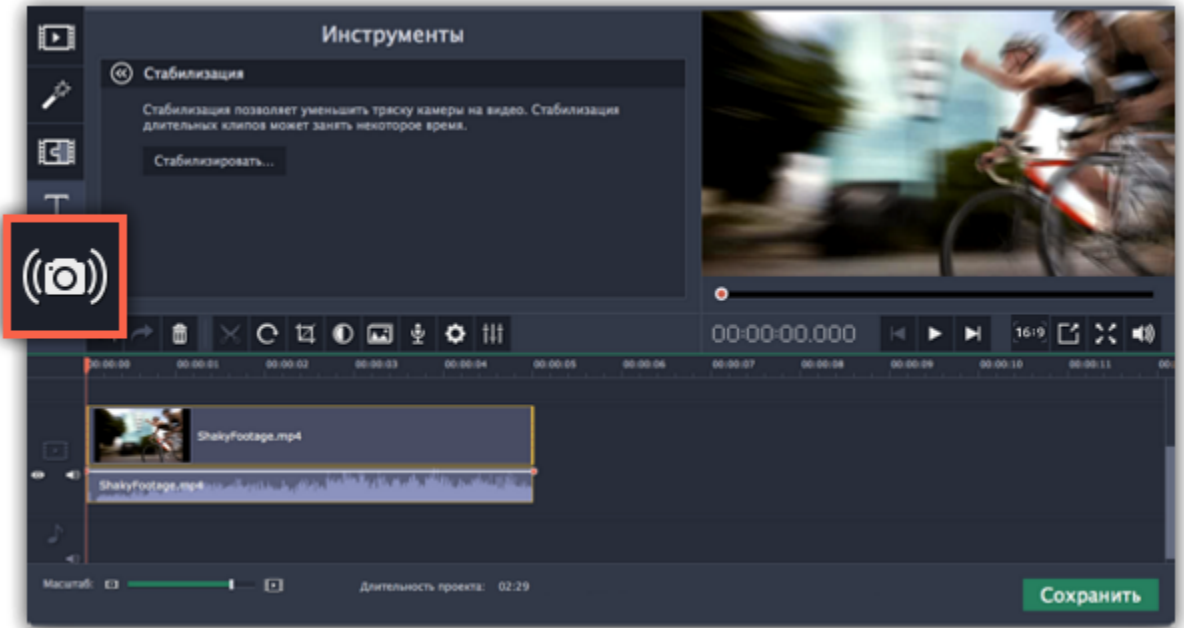 Инструменты
Стабилизация
Стабилизация позволяет уменьшить тряску камеры на видео. Стабилизация
длительных клипов может занять некоторое время.
Стабилизировать...
T
00:00:00.000
16:9
00:00:00 00:00:01 00:00:02 00:00:03 00:00:04 00:00:05 00:00:06 00:00:07 00:00:08 00:00:09 00:00:10 00:00:11 00:
ShakyFootage.mp4
ShakyFootage.mp4
Масштаб:
Длительность проекта: 02:29
Сохранить